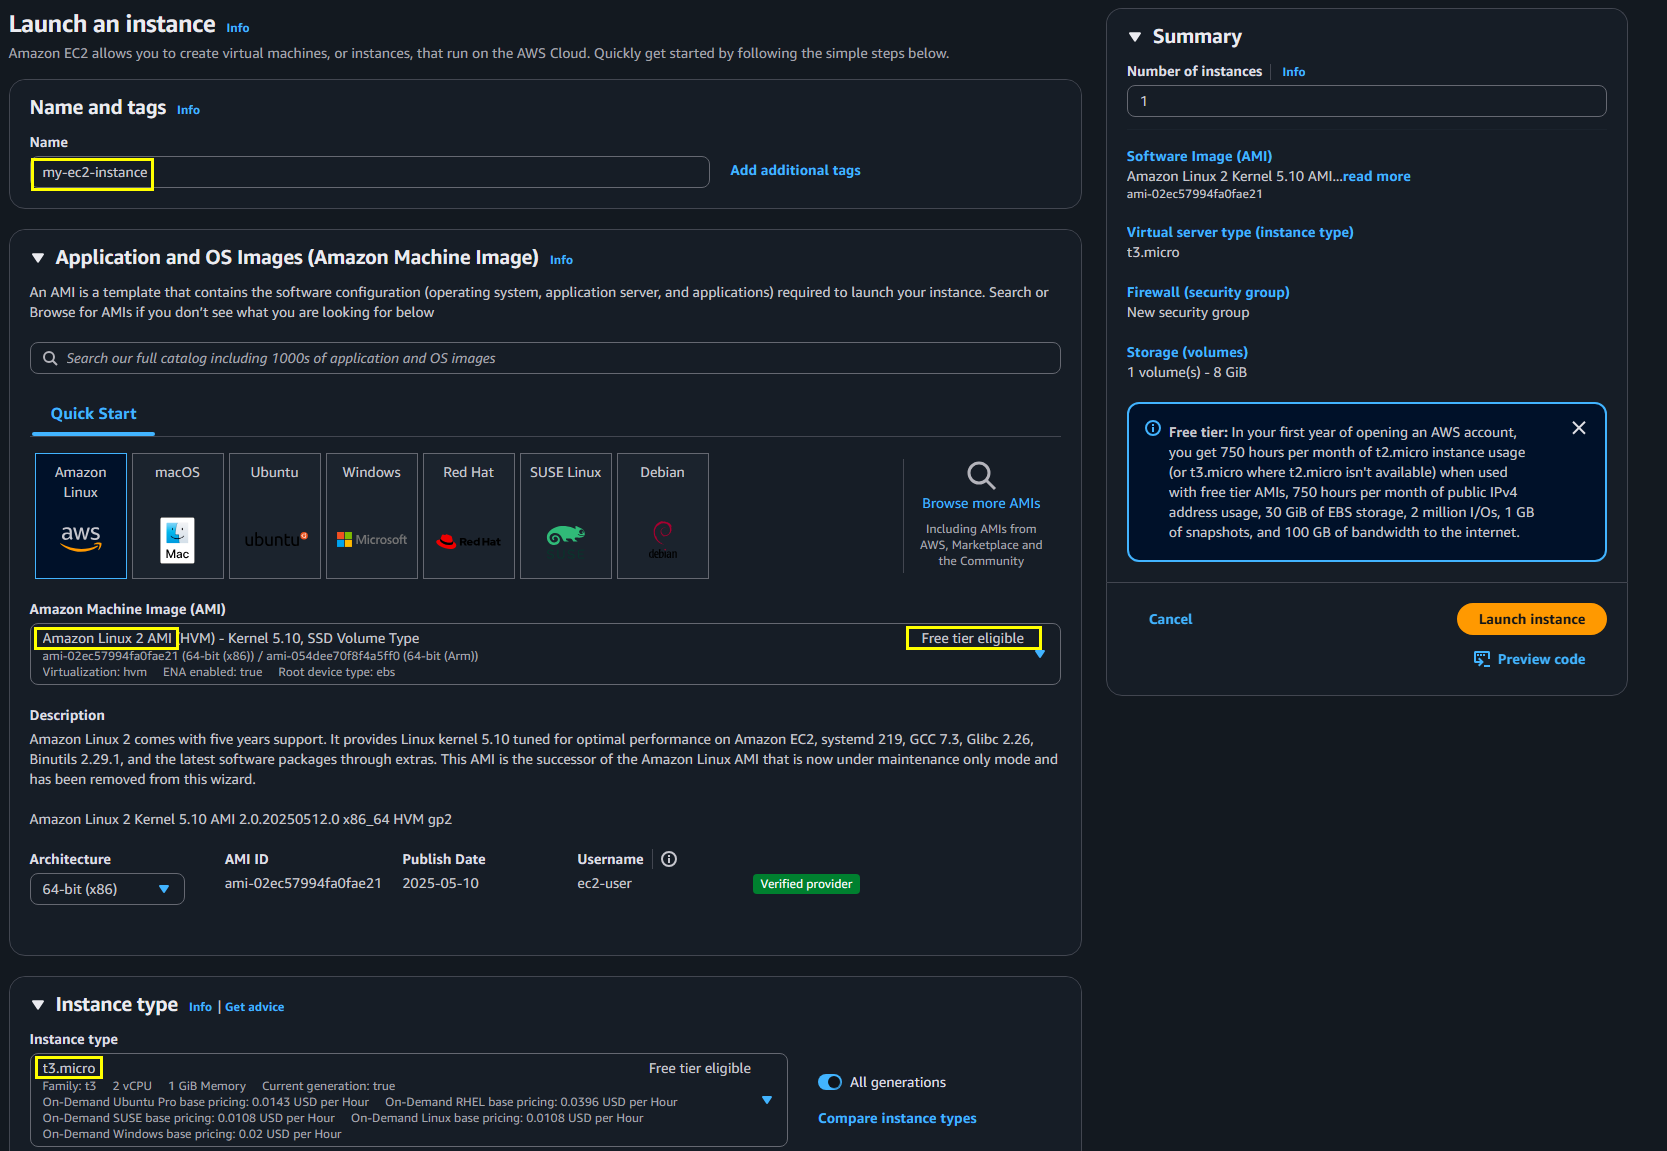 Launch an instance Info
Amazon EC2 allows you to create virtual machines, or instances, that run on the AWS Cloud. Quickly get started by following the simple steps below.
Name and tags Info
Name
my-ec2-instance
Add additional tags
Application and OS Images (Amazon Machine Image) Info
An AMI is a template that contains the software configuration (operating system, application server, and applications) required to launch your instance. Search or
Browse for AMIs if you don't see what you are looking for below
Search our full catalog including 1000s of application and OS images
Quick Start
Amazon
Linux
aws
macOS
Mac
Ubuntu
ubuntu
Windows
Microsoft
Red Hat
Red Hat
SUSE Linux
Debian
debian
Browse more AMIs
Including AMIs from
AWS, Marketplace and
the Community
Amazon Machine Image (AMI)
Amazon Linux 2 AMI (HVM) - Kernel 5.10, SSD Volume Type
Free tier eligible
ami-02ec57994fa0fae21 (64-bit (x86)) / ami-054dee70f8f4a5ff0 (64-bit (Arm))
Virtualization: hvm ENA enabled: true Root device type: ebs
Description
Amazon Linux 2 comes with five years support. It provides Linux kernel 5.10 tuned for optimal performance on Amazon EC2, systemd 219, GCC 7.3, Glibc 2.26,
Binutils 2.29.1, and the latest software packages through extras. This AMI is the successor of the Amazon Linux AMI that is now under maintenance only mode and
has been removed from this wizard.
Amazon Linux 2 Kernel 5.10 AMI 2.0.20250512.0 x86_64 HVM gp2
Architecture AMI ID Publish Date Username
64-bit (x86) ami-02ec57994fa0fae21 2025-05-10 ec2-user Verified provider
Instance type Info | Get advice
Instance type
t3.micro
Free tier eligible
Family: t3 2 vCPU 1 GiB Memory Current generation: true
On-Demand Ubuntu Pro base pricing: 0.0143 USD per Hour On-Demand RHEL base pricing: 0.0396 USD per Hour
On-Demand SUSE base pricing: 0.0108 USD per Hour On-Demand Linux base pricing: 0.0108 USD per Hour
On-Demand Windows base pricing: 0.02 USD per Hour
All generations
Compare instance types
Summary
Number of instances Info
1
Software Image (AMI)
Amazon Linux 2 Kernel 5.10 AMI...read more
ami-02ec57994fa0fae21
Virtual server type (instance type)
t3.micro
Firewall (security group)
New security group
Storage (volumes)
1 volume(s) - 8 GiB
Free tier: In your first year of opening an AWS account,
you get 750 hours per month of t2.micro instance usage
(or t3.micro where t2.micro isn't available) when used
with free tier AMIs, 750 hours per month of public IPv4
address usage, 30 GiB of EBS storage, 2 million I/Os, 1 GB
of snapshots, and 100 GB of bandwidth to the internet.
Cancel
Launch instance
Preview code